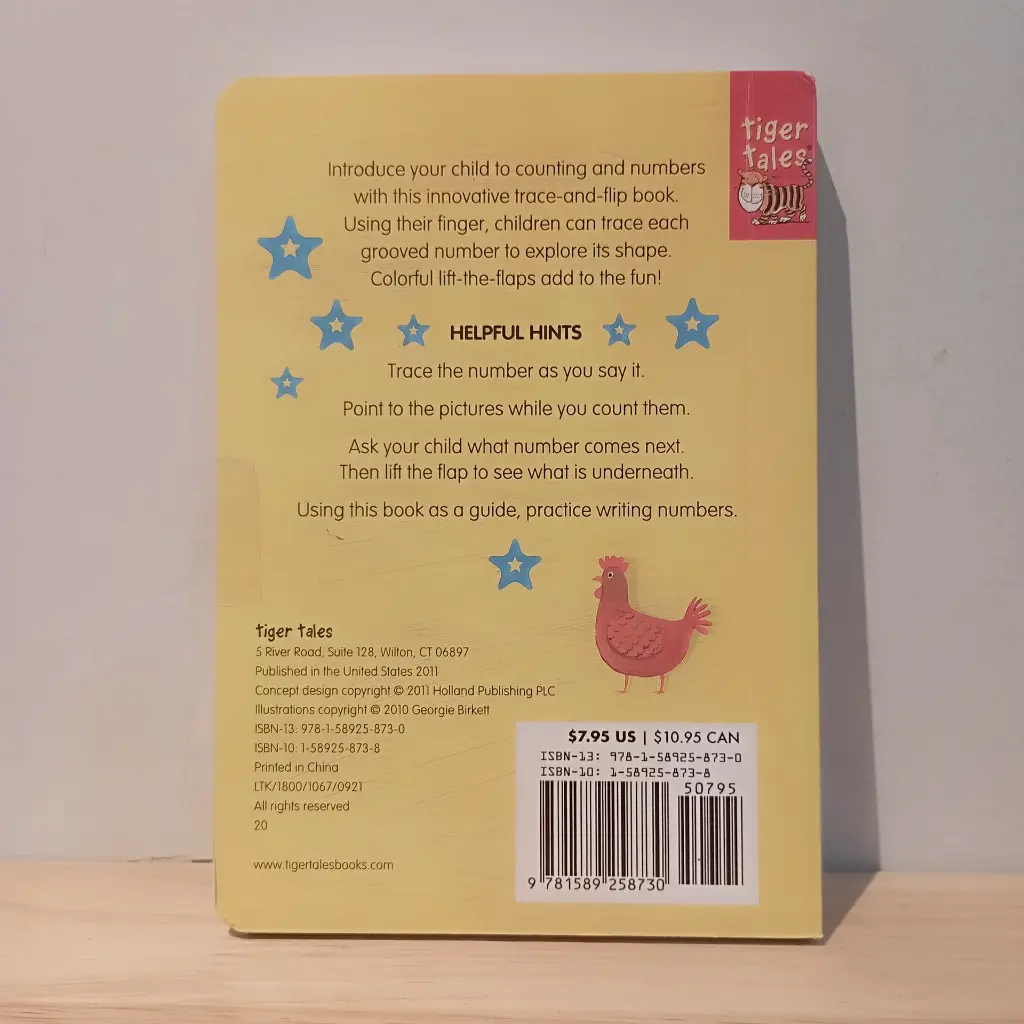 tiger
tales
Introduce your child to counting and numbers
with this innovative trace-and-flip book.
Using their finger, children can trace each
grooved number to explore its shape.
Colorful lift-the-flaps add to the fun!
HELPFUL HINTS
Trace the number as you say it.
Point to the pictures while you count them.
Ask your child what number comes next.
Then lift the flap to see what is underneath.
Using this book as a guide, practice writing numbers.
tiger tales
5 River Road, Suite 128, Wilton, CT 06897
Published in the United States 2011
Concept design copyright © 2011 Holland Publishing PLC
Illustrations copyright © 2010 Georgie Birkett
ISBN-13: 978-1-58925-873-0
ISBN-10: 1-58925-873-8
Printed in China
LTK/1800/1067/0921
All rights reserved
20
www.tigertalesbooks.com
$7.95 US | $10.95 CAN
ISBN-13: 978-1-58925-873-0
ISBN-10: 1-58925-873-8
50795
9 781589 258730